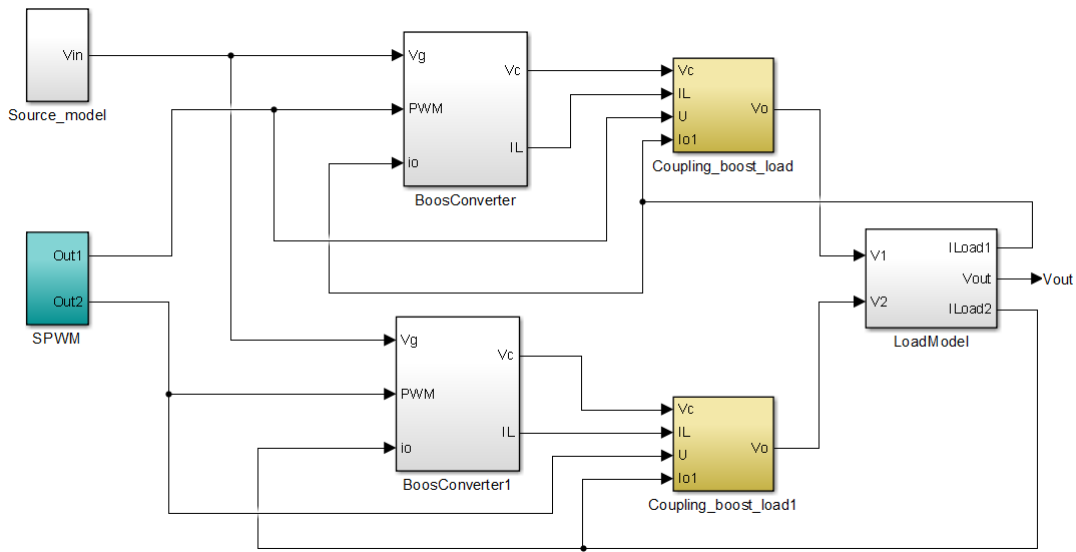 Vin
Source_model
Vg
PWM
io
Vc
IL
BoosConverter
Vc
IL
U
Io1
Vo
Coupling_boost_load
Out1
Out2
SPWM
V1
V2
ILoad1
Vout
ILoad2
LoadModel
Vout
Vg
PWM
io
Vc
IL
BoosConverter1
Vc
IL
U
Io1
Vo
Coupling_boost_load1